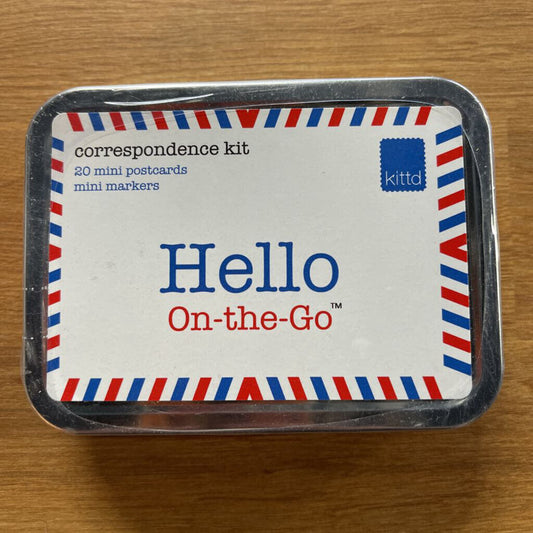 correspondence kit
20 mini postcards
mini markers
kittd
Hello
On-the-Go™